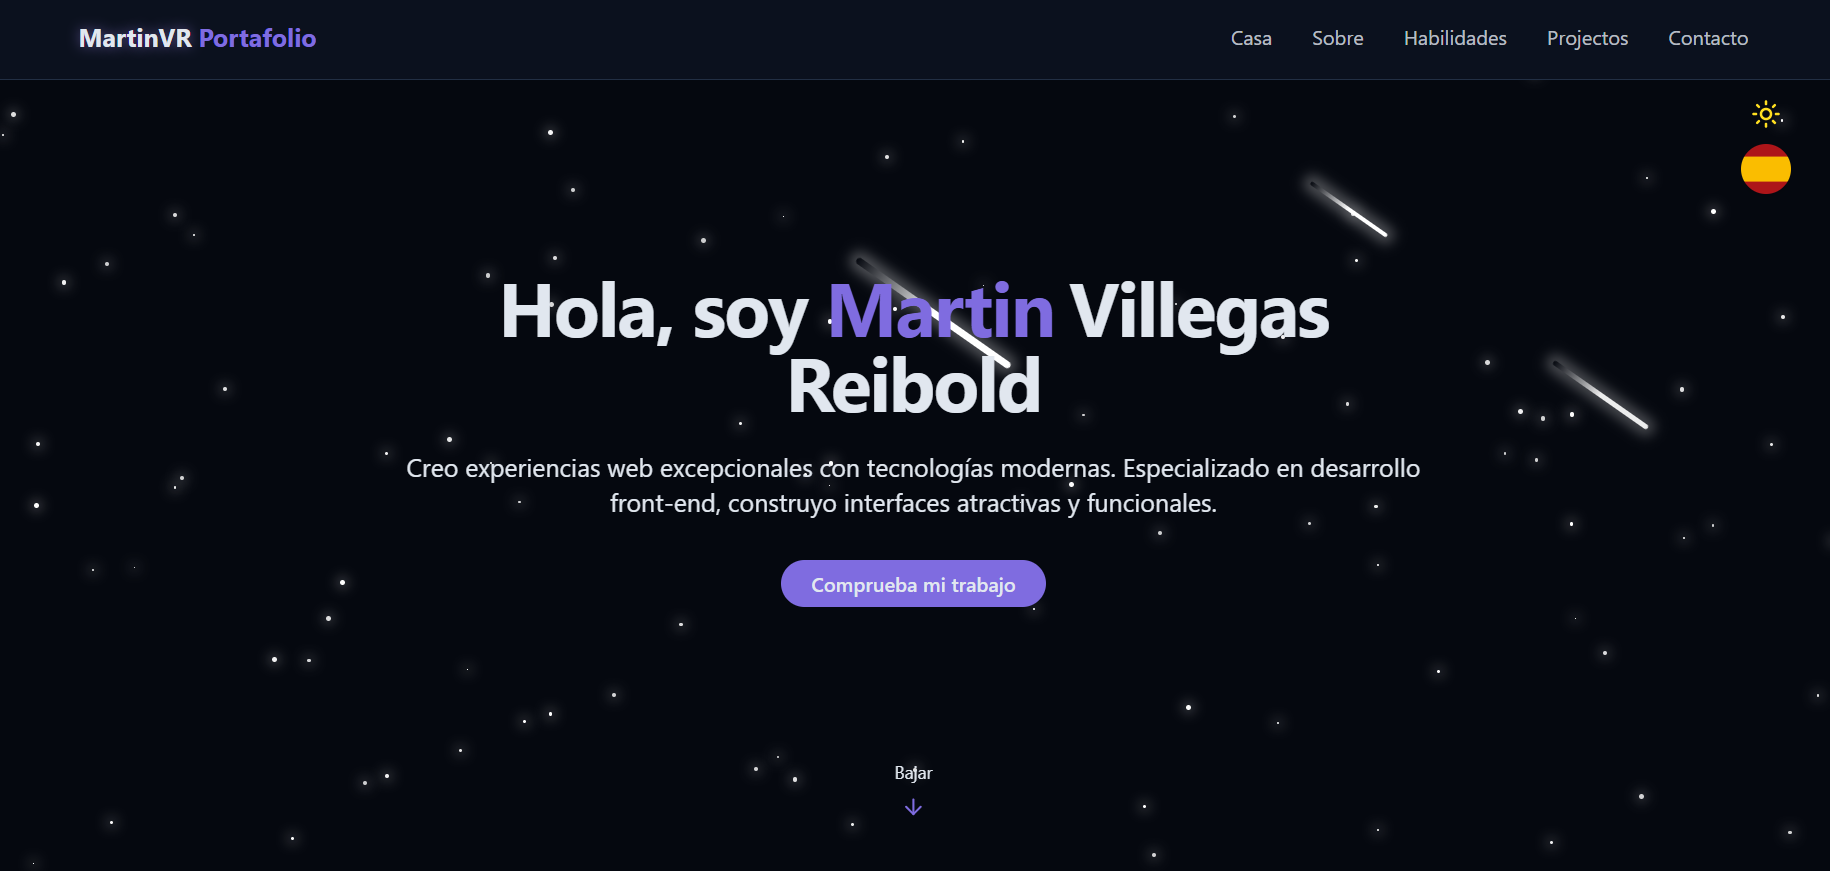 MartinVR Portafolio
Casa Sobre Habilidades Projectos Contacto
Hola, soy Martin Villegas
Reibold
Creo experiencias web excepcionales con tecnologías modernas. Especializado en desarrollo
front-end, construyo interfaces atractivas y funcionales.
Comprueba mi trabajo
Bajar